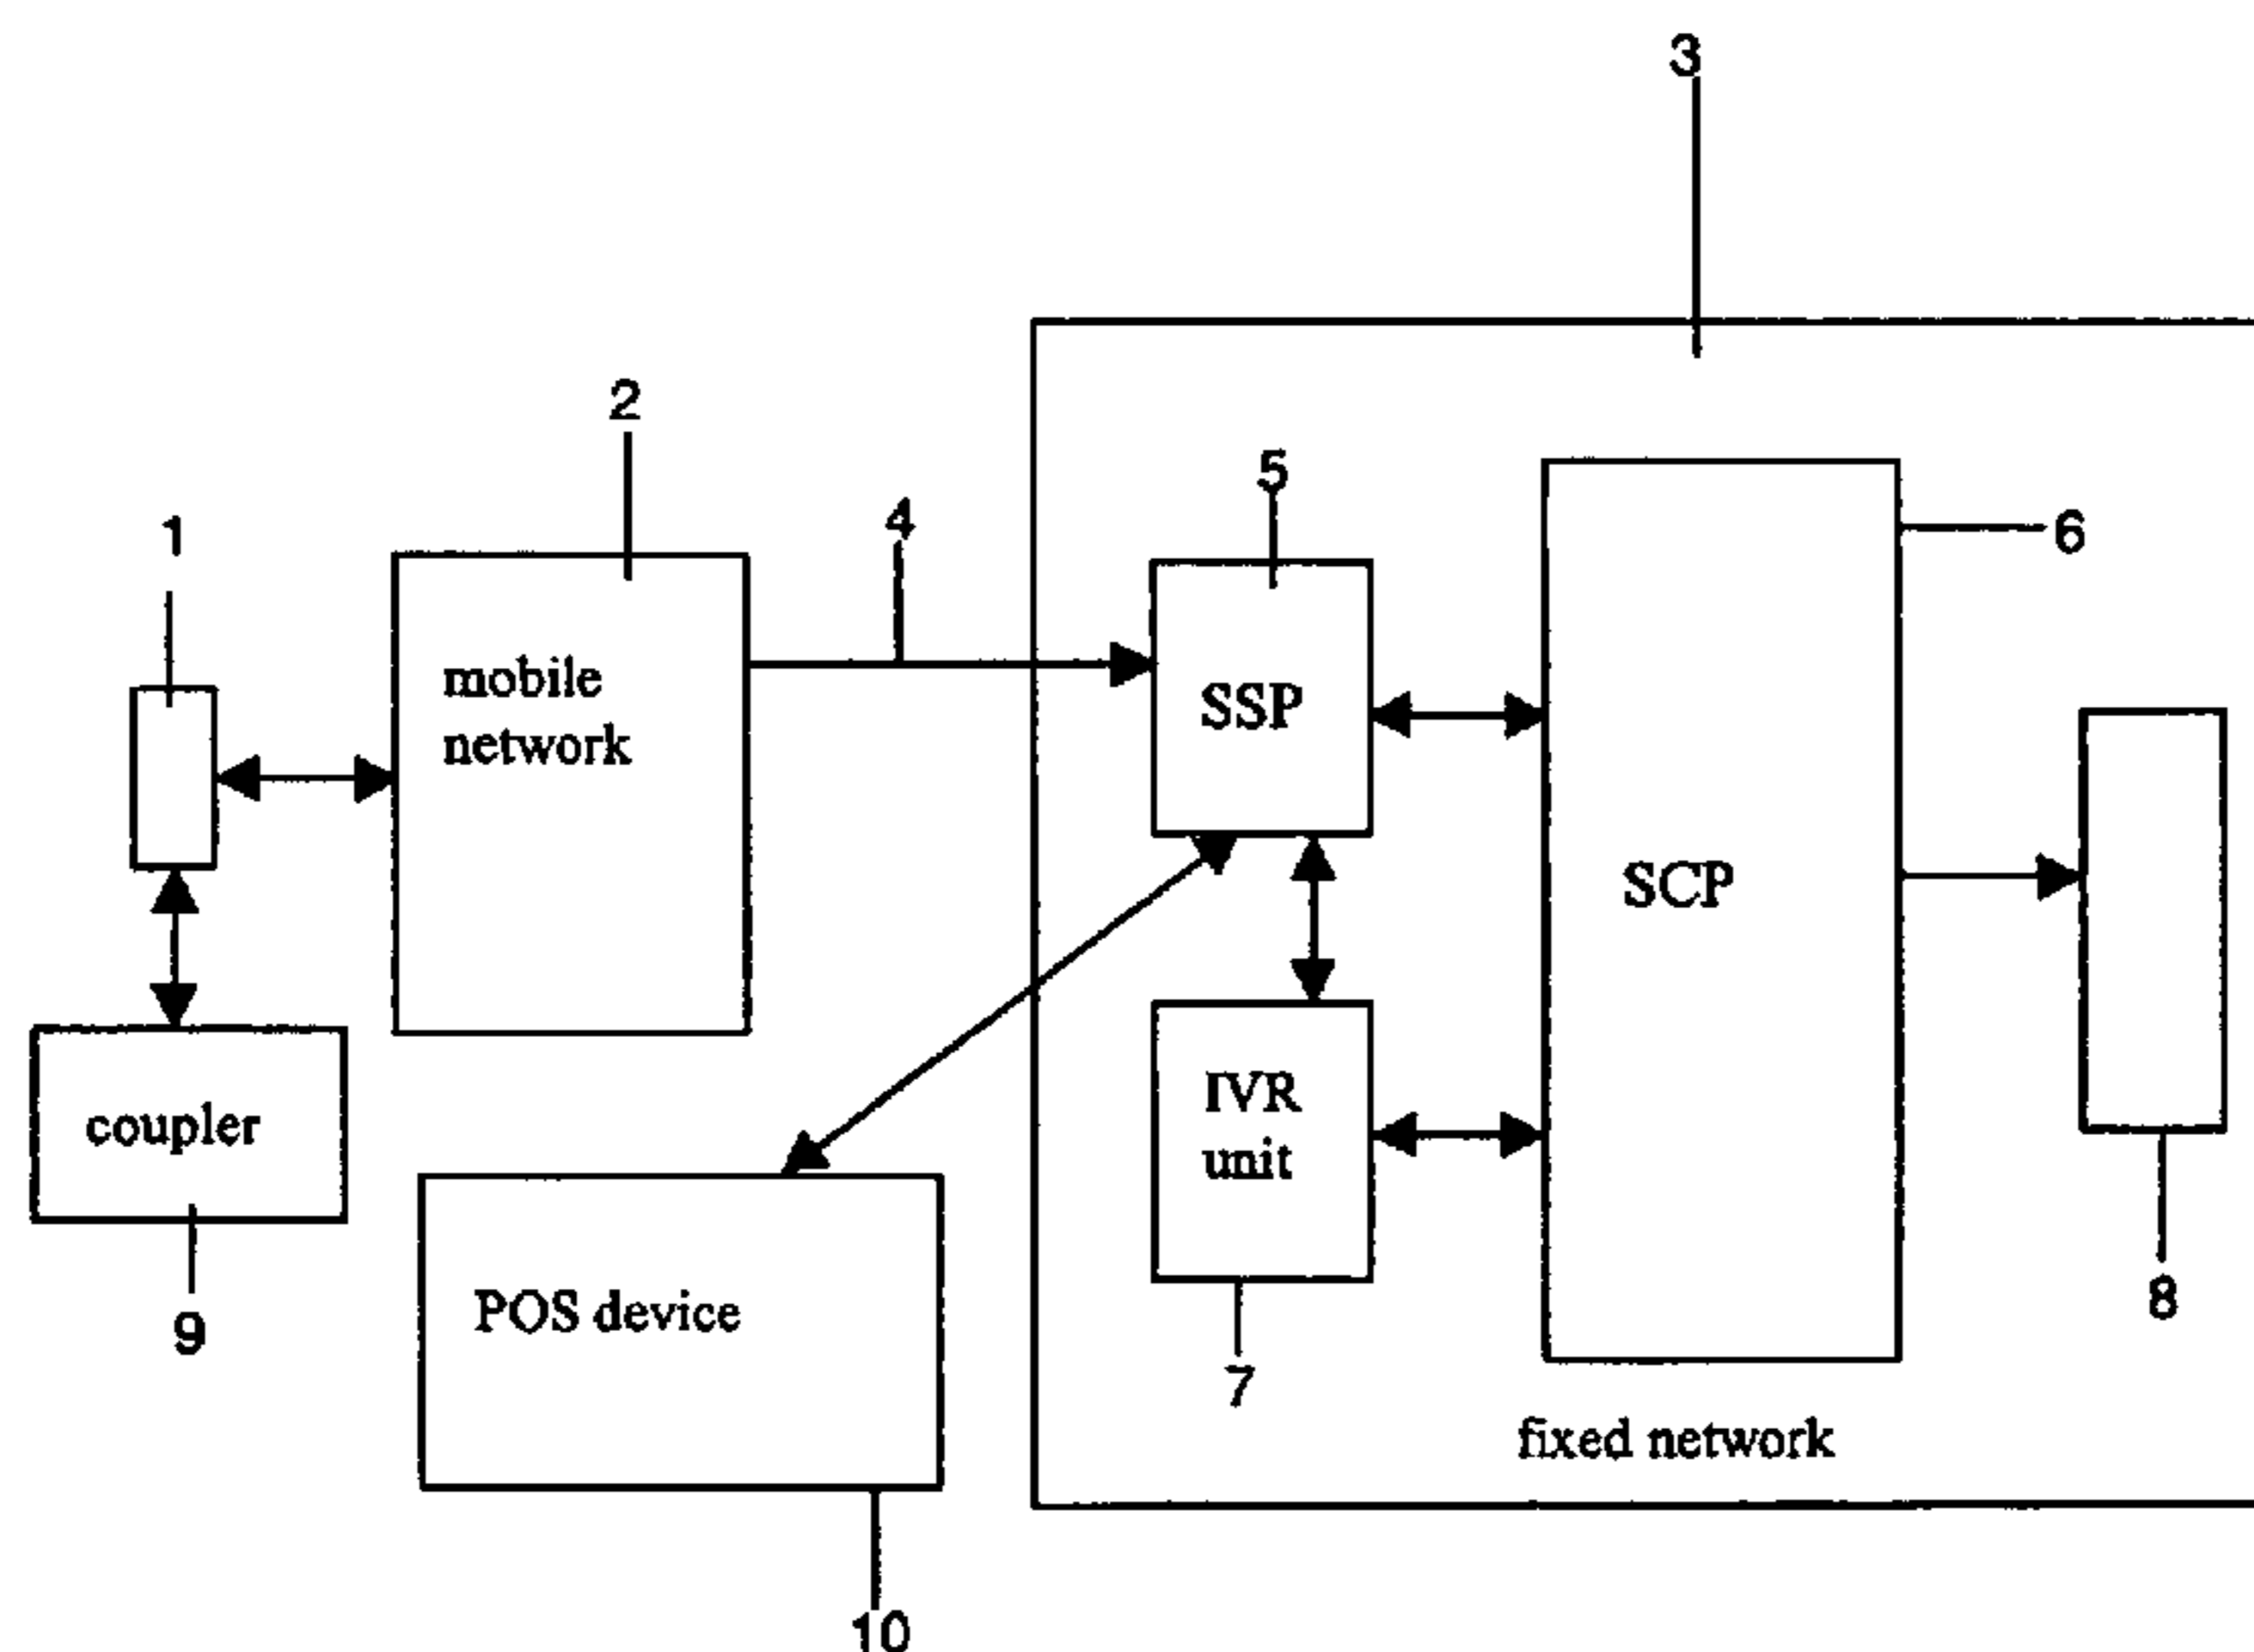 3
2
5
4
1
6
mobile
network
SSP
SCP
IVR
unit
coupler
POS device
8
9
7
fixed network
10